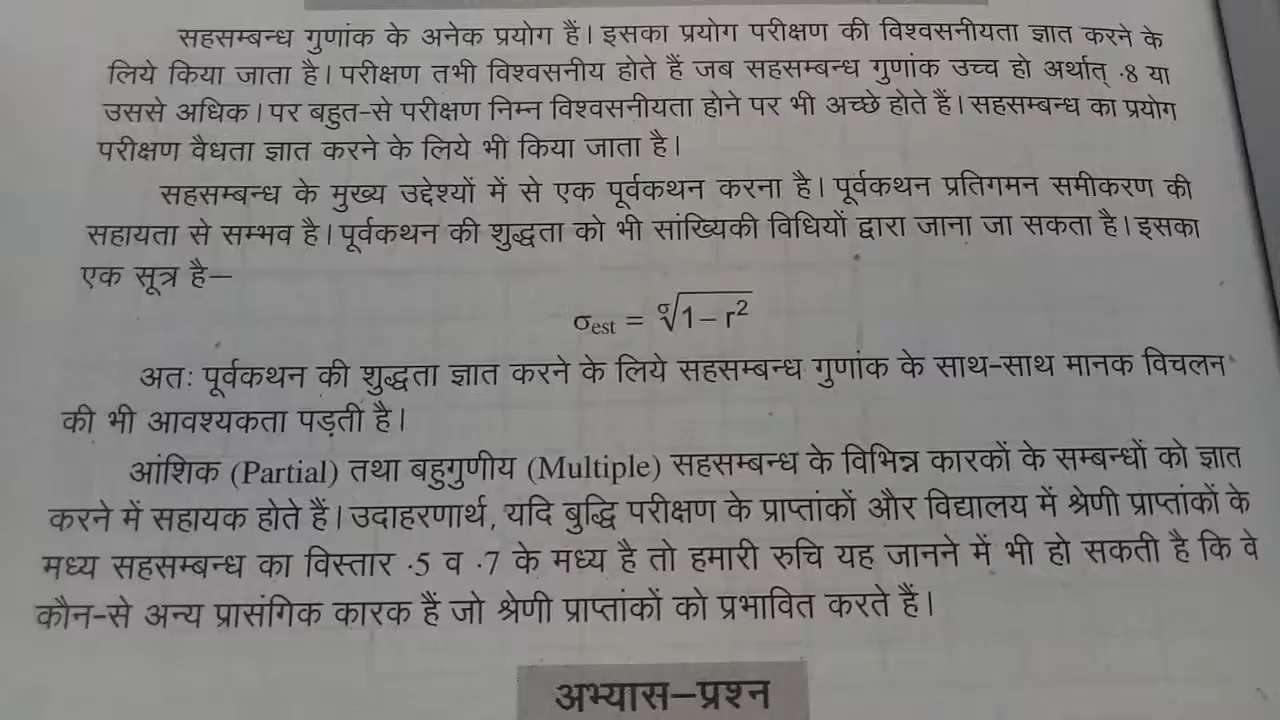 सहसम्बन्ध गुणांक के अनेक प्रयोग हैं। इसका प्रयोग परीक्षण की विश्वसनीयता ज्ञात करने के
लिये किया जाता है। परीक्षण तभी विश्वसनीय होते हैं जब सहसम्बन्ध गुणांक उच्च हो अर्थात् ·8 या
उससे अधिक। पर बहुत-से परीक्षण निम्न विश्वसनीयता होने पर भी अच्छे होते हैं। सहसम्बन्ध का प्रयोग
परीक्षण वैधता ज्ञात करने के लिये भी किया जाता है।
सहसम्बन्ध के मुख्य उद्देश्यों में से एक पूर्वकथन करना है। पूर्वकथन प्रतिगमन समीकरण की
सहायता से सम्भव है। पूर्वकथन की शुद्धता को भी सांख्यिकी विधियों द्वारा जाना जा सकता है। इसका
एक सूत्र है—
σest = σ√1 – r²
अतः पूर्वकथन की शुद्धता ज्ञात करने के लिये सहसम्बन्ध गुणांक के साथ-साथ मानक विचलन
की भी आवश्यकता पड़ती है।
आंशिक (Partial) तथा बहुगुणीय (Multiple) सहसम्बन्ध के विभिन्न कारकों के सम्बन्धों को ज्ञात
करने में सहायक होते हैं। उदाहरणार्थ, यदि बुद्धि परीक्षण के प्राप्तांकों और विद्यालय में श्रेणी प्राप्तांकों के
मध्य सहसम्बन्ध का विस्तार ·5 व ·7 के मध्य है तो हमारी रुचि यह जानने में भी हो सकती है कि वे
कौन-से अन्य प्रासंगिक कारक हैं जो श्रेणी प्राप्तांकों को प्रभावित करते हैं।
अभ्यास—प्रश्न